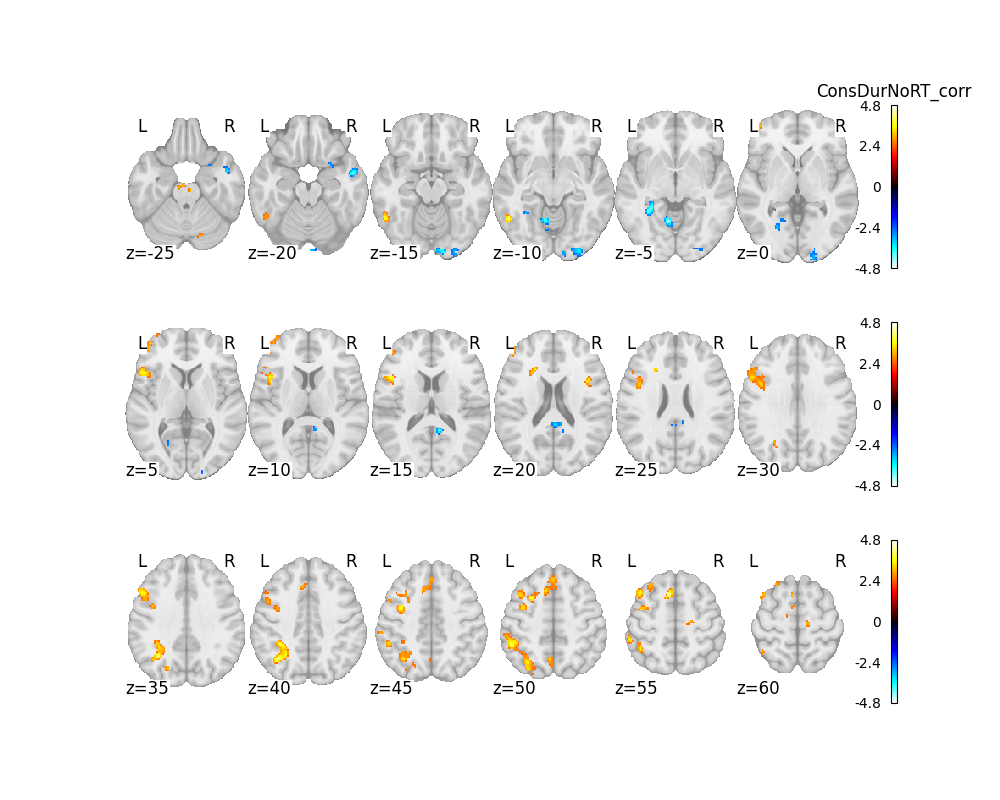 ConsDurNoRT_corr
L R L R L R L R L R L R 4.8
2.4
0
-2.4
z=-25 z=-20 z=-15 z=-10 z=-5 z=0 -4.8
4.8
L R L R L R L R L R L R
2.4
0
-2.4
z=5 z=10 z=15 z=20 z=25 z=30 -4.8
4.8
L R L R L R L R L R L R
2.4
0
-2.4
z=35 z=40 z=45 z=50 z=55 z=60 -4.8